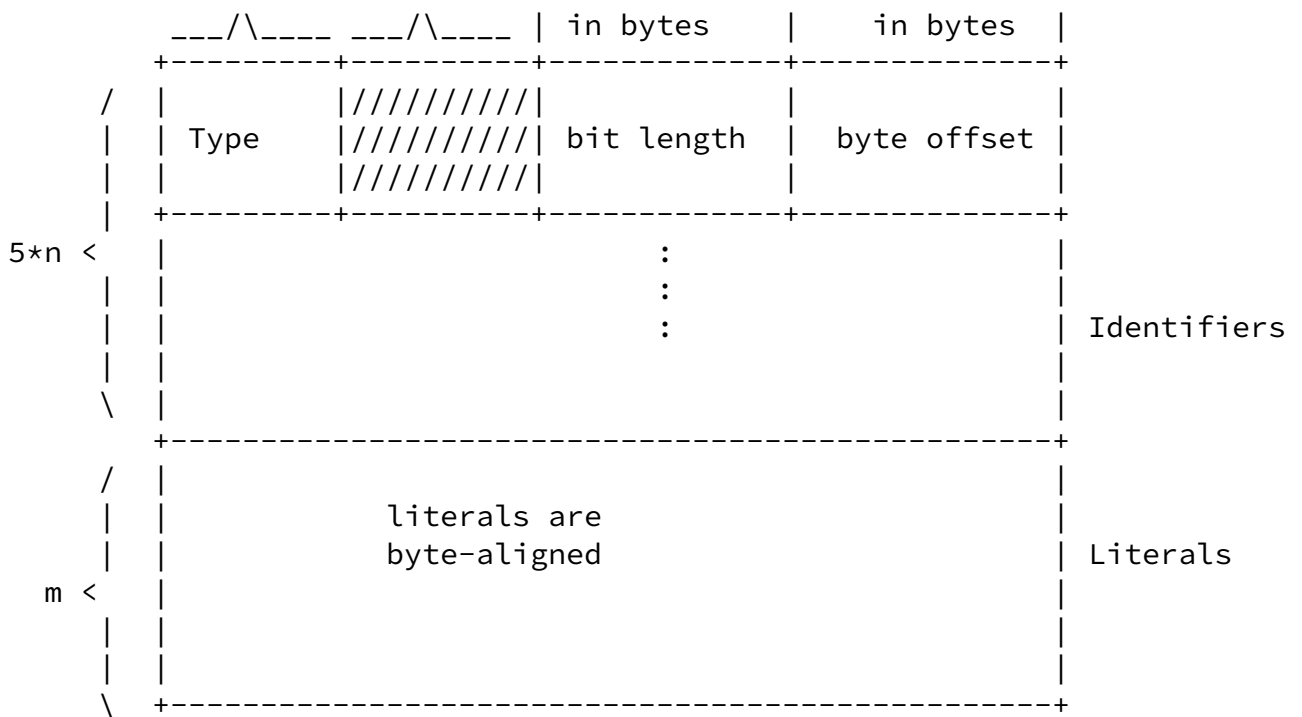 in bytes in bytes
Type bit length byte offset
5*n <
Identifiers
literals are
byte-aligned Literals
m <